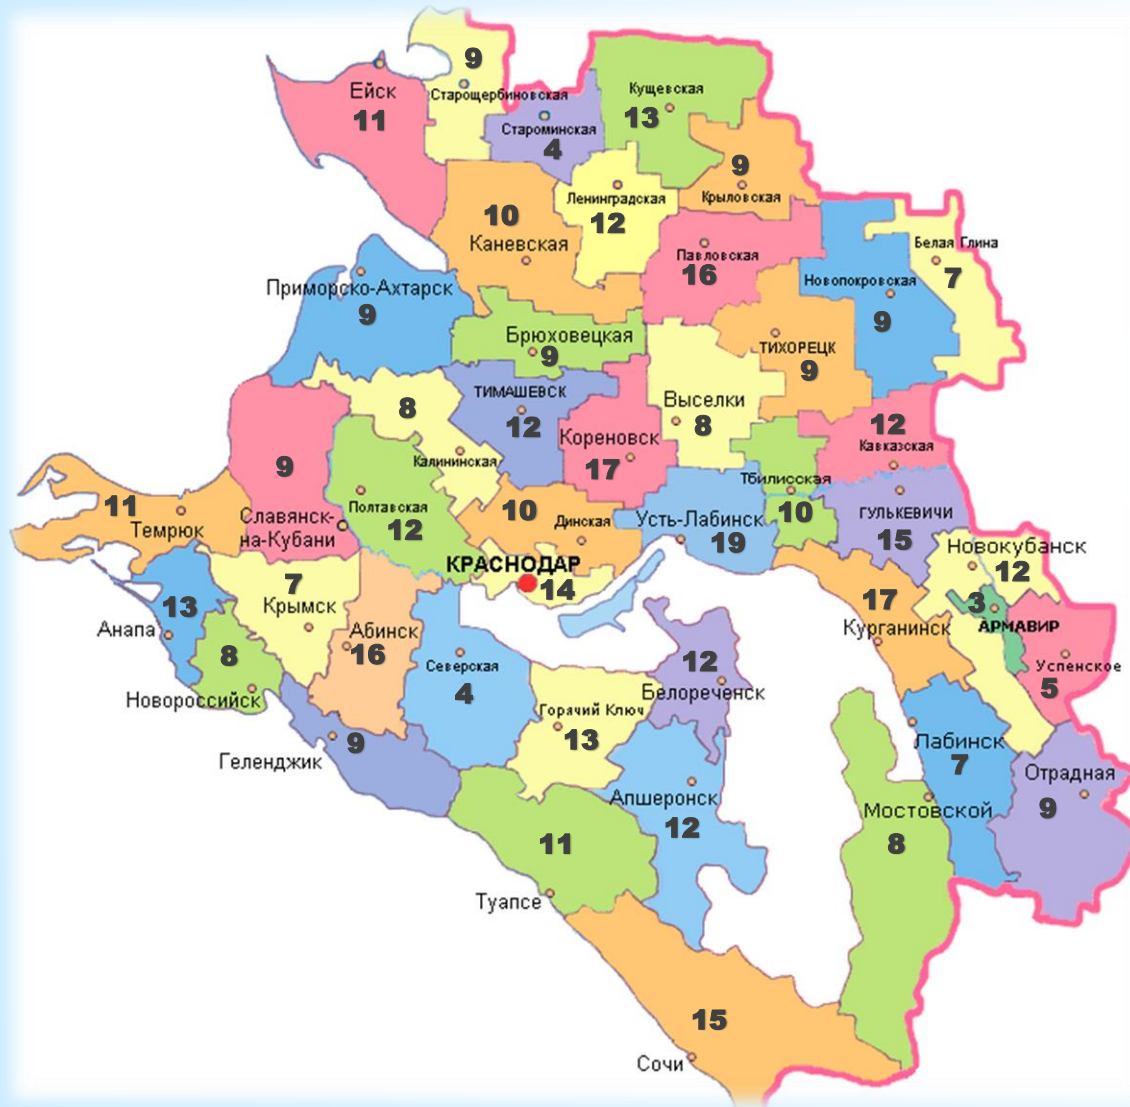 9
Старощербиновская
Ейск
11
Староминская
4
Кущевская
13
9
Крыловская
Ленинградская
12
10
Каневская
Павловская
16
Белая Глина
7
Новопокровская
9
Приморско-Ахтарск
9
Брюховецкая
9
ТИХОРЕЦК
9
ТИМАШЕВСК
12
8
Калининская
Выселки
8
Кореновск
17
12
Кавказская
9
Славянск-
на-Кубани
Полтавская
12
Тбилисская
10
11
Темрюк
10
Динская
Усть-Лабинск
19
ГУЛЬКЕВИЧИ
15
КРАСНОДАР
14
Новокубанск
12
7
Крымск
13
Анапа
17
Курганинск
3
АРМАВИР
8
Новороссийск
Абинск
16
Северская
4
12
Белореченск
Успенское
5
9
Геленджик
Горячий Ключ
13
Лабинск
7
Отрадная
9
Апшеронск
12
Мостовской
8
11
Туапсе
15
Сочи